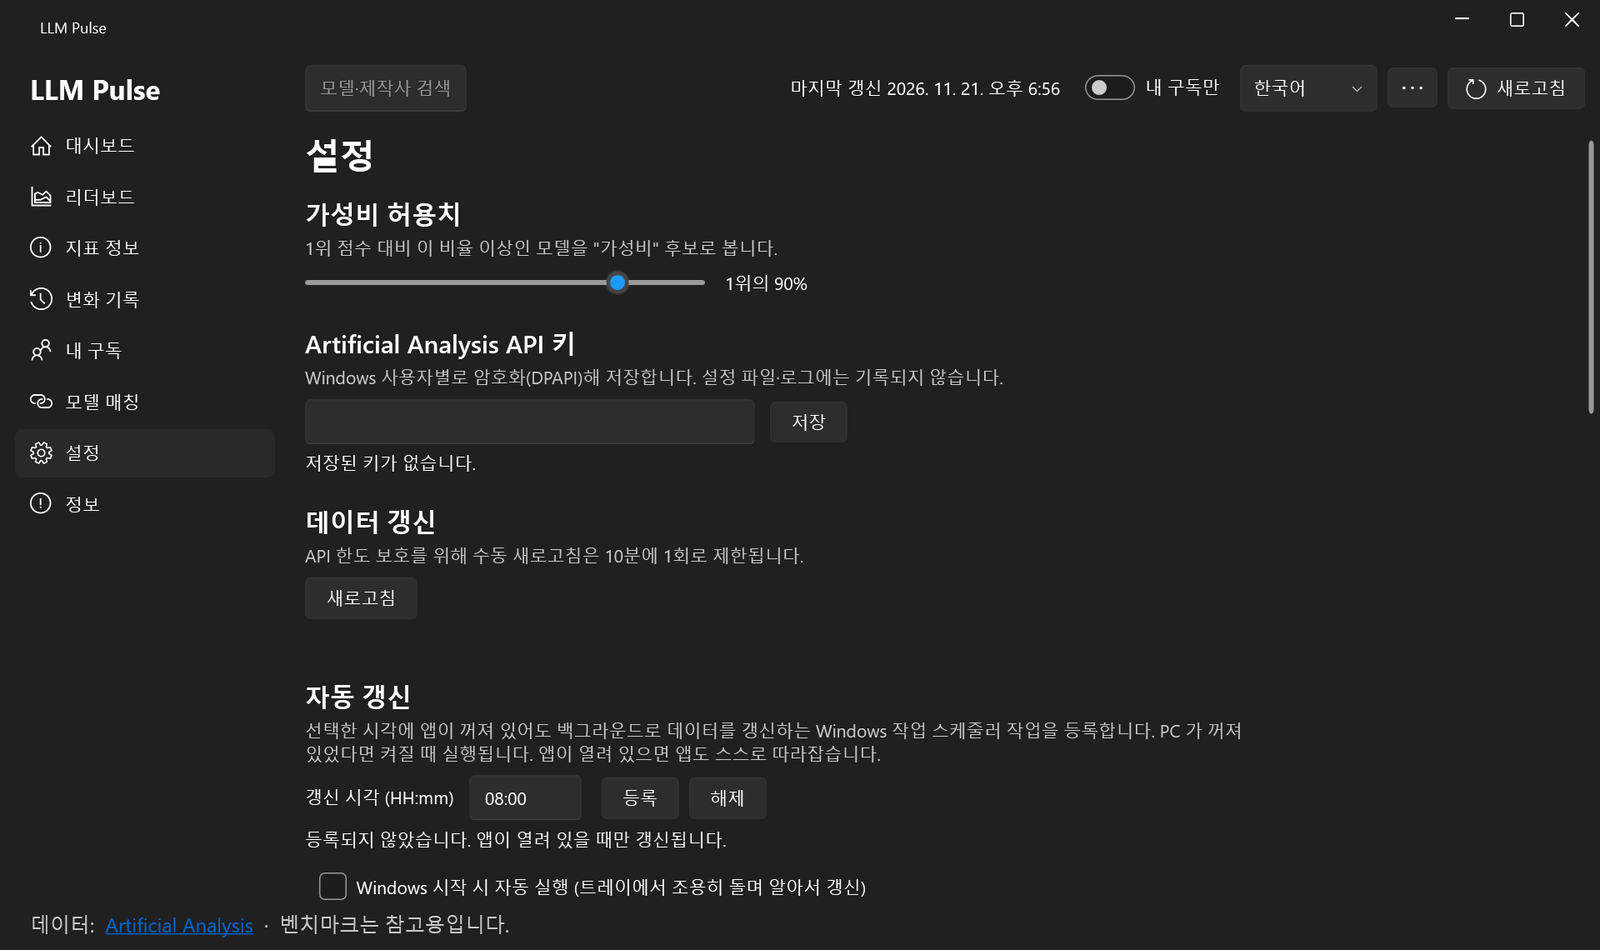 LLM Pulse
LLM Pulse
모델·제작사 검색
마지막 갱신 2026. 11. 21. 오후 6:56
내 구독만
한국어
새로고침
대시보드
리더보드
지표 정보
변화 기록
내 구독
모델 매칭
설정
정보
설정
가성비 허용치
1위 점수 대비 이 비율 이상인 모델을 "가성비" 후보로 봅니다.
1위의 90%
Artificial Analysis API 키
Windows 사용자별로 암호화(DPAPI)해 저장합니다. 설정 파일·로그에는 기록되지 않습니다.
저장
저장된 키가 없습니다.
데이터 갱신
API 한도 보호를 위해 수동 새로고침은 10분에 1회로 제한됩니다.
새로고침
자동 갱신
선택한 시각에 앱이 꺼져 있어도 백그라운드로 데이터를 갱신하는 Windows 작업 스케줄러 작업을 등록합니다. PC 가 꺼져
있었다면 켜질 때 실행됩니다. 앱이 열려 있으면 앱도 스스로 따라잡습니다.
갱신 시각 (HH:mm)
08:00
등록
해제
등록되지 않았습니다. 앱이 열려 있을 때만 갱신됩니다.
Windows 시작 시 자동 실행 (트레이에서 조용히 돌며 알아서 갱신)
데이터: Artificial Analysis · 벤치마크는 참고용입니다.